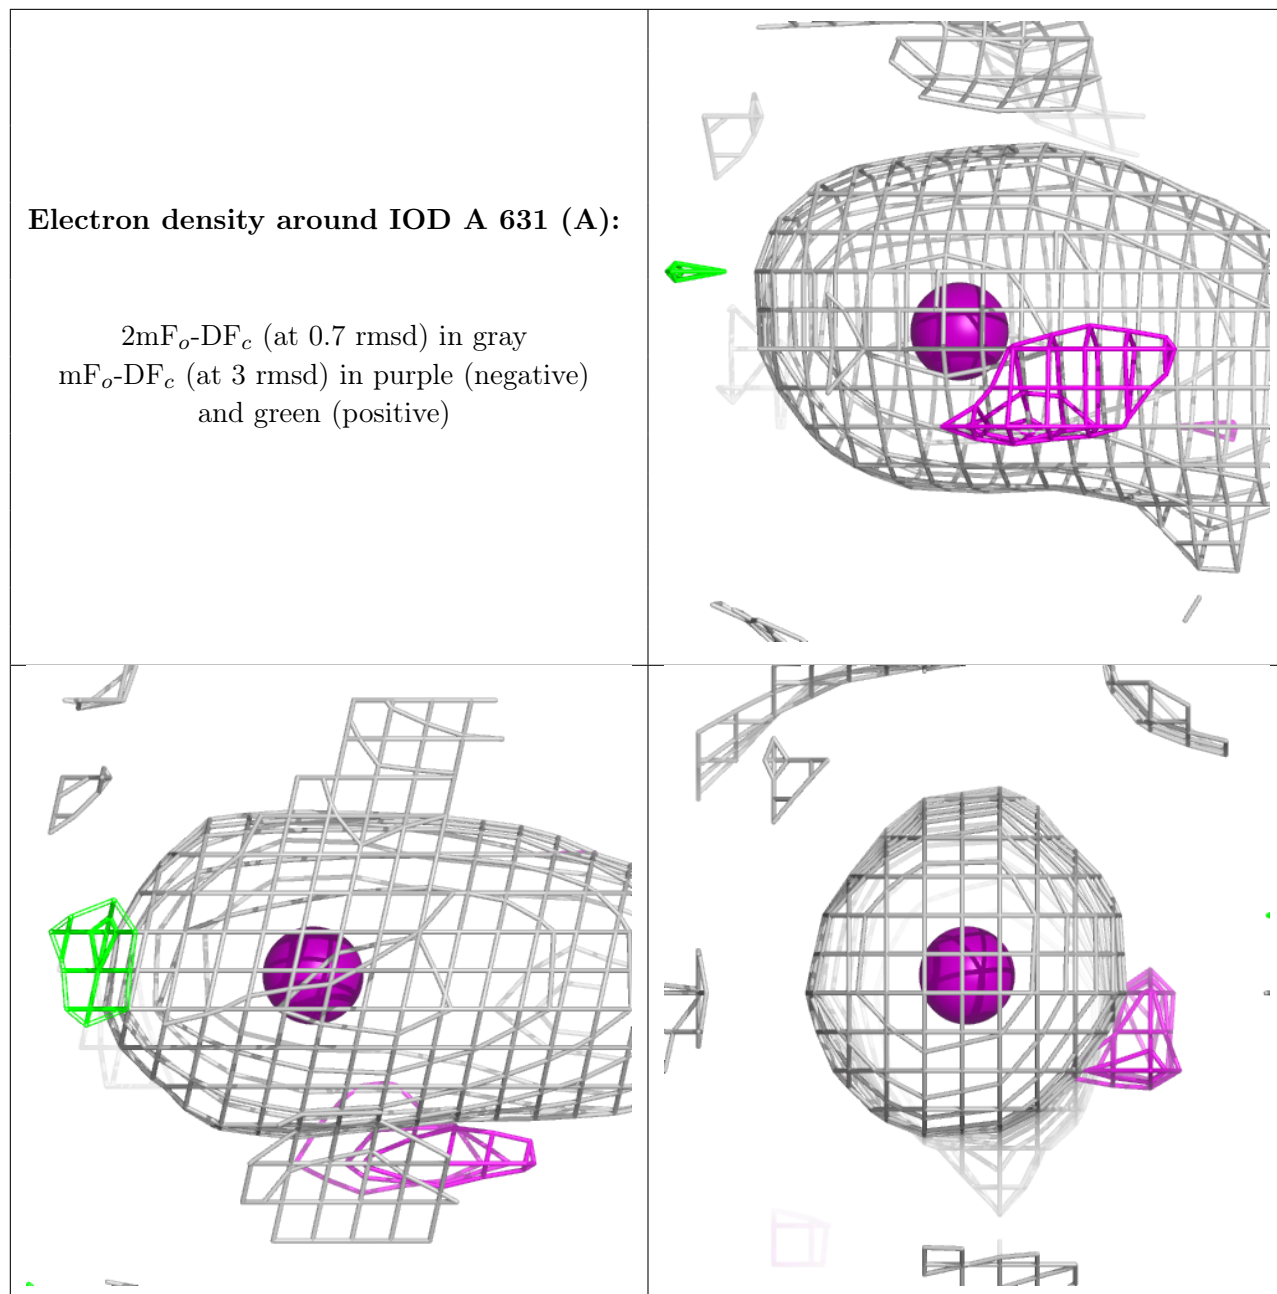 Electron density around IOD A 631 (A):
2mFo-DFc (at 0.7 rmsd) in gray
mFo-DFc (at 3 rmsd) in purple (negative)
and green (positive)